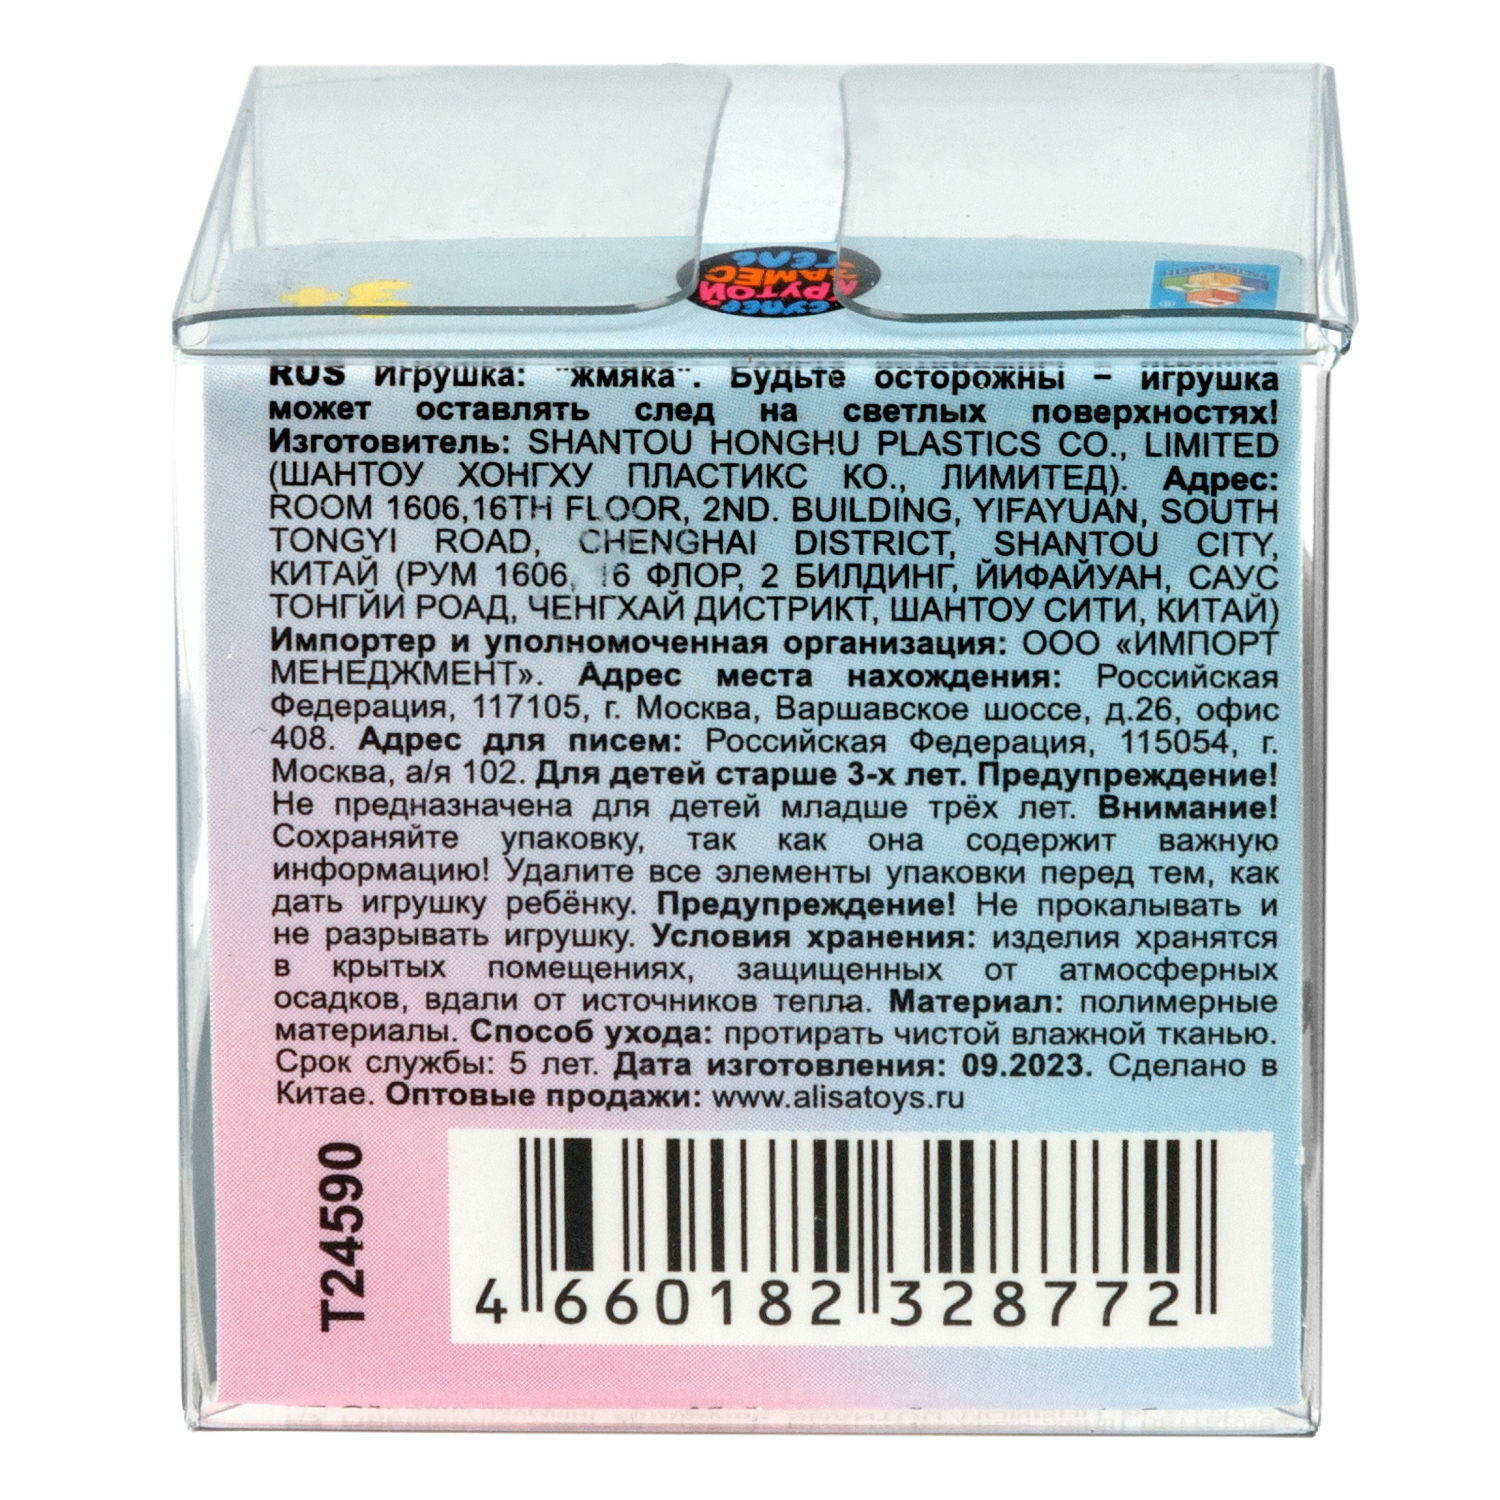 3+
СУПЕР
КРУТОЙ
ЗАМЕС
ГЕЛЬ
RUS Игрушка: "жмяка". Будьте осторожны – игрушка
может оставлять след на светлых поверхностях!
Изготовитель: SHANTOU HONGHU PLASTICS CO., LIMITED
(ШАНТОУ ХОНГХУ ПЛАСТИКС КО., ЛИМИТЕД). Адрес:
ROOM 1606,16TH FLOOR, 2ND. BUILDING, YIFAYUAN, SOUTH
TONGYI ROAD, CHENGHAI DISTRICT, SHANTOU CITY,
КИТАЙ (РУМ 1606, 16 ФЛОР, 2 БИЛДИНГ, ЙИФАЙУАН, САУС
ТОНГЙИ РОАД, ЧЕНГХАЙ ДИСТРИКТ, ШАНТОУ СИТИ, КИТАЙ)
Импортер и уполномоченная организация: ООО «ИМПОРТ
МЕНЕДЖМЕНТ». Адрес места нахождения: Российская
Федерация, 117105, г. Москва, Варшавское шоссе, д.26, офис
408. Адрес для писем: Российская Федерация, 115054, г.
Москва, а/я 102. Для детей старше 3-х лет. Предупреждение!
Не предназначена для детей младше трёх лет. Внимание!
Сохраняйте упаковку, так как она содержит важную
информацию! Удалите все элементы упаковки перед тем, как
дать игрушку ребёнку. Предупреждение! Не прокалывать и
не разрывать игрушку. Условия хранения: изделия хранятся
в крытых помещениях, защищенных от атмосферных
осадков, вдали от источников тепла. Материал: полимерные
материалы. Способ ухода: протирать чистой влажной тканью.
Срок службы: 5 лет. Дата изготовления: 09.2023. Сделано в
Китае. Оптовые продажи: www.alisatoys.ru
T24590
4 660182 328772